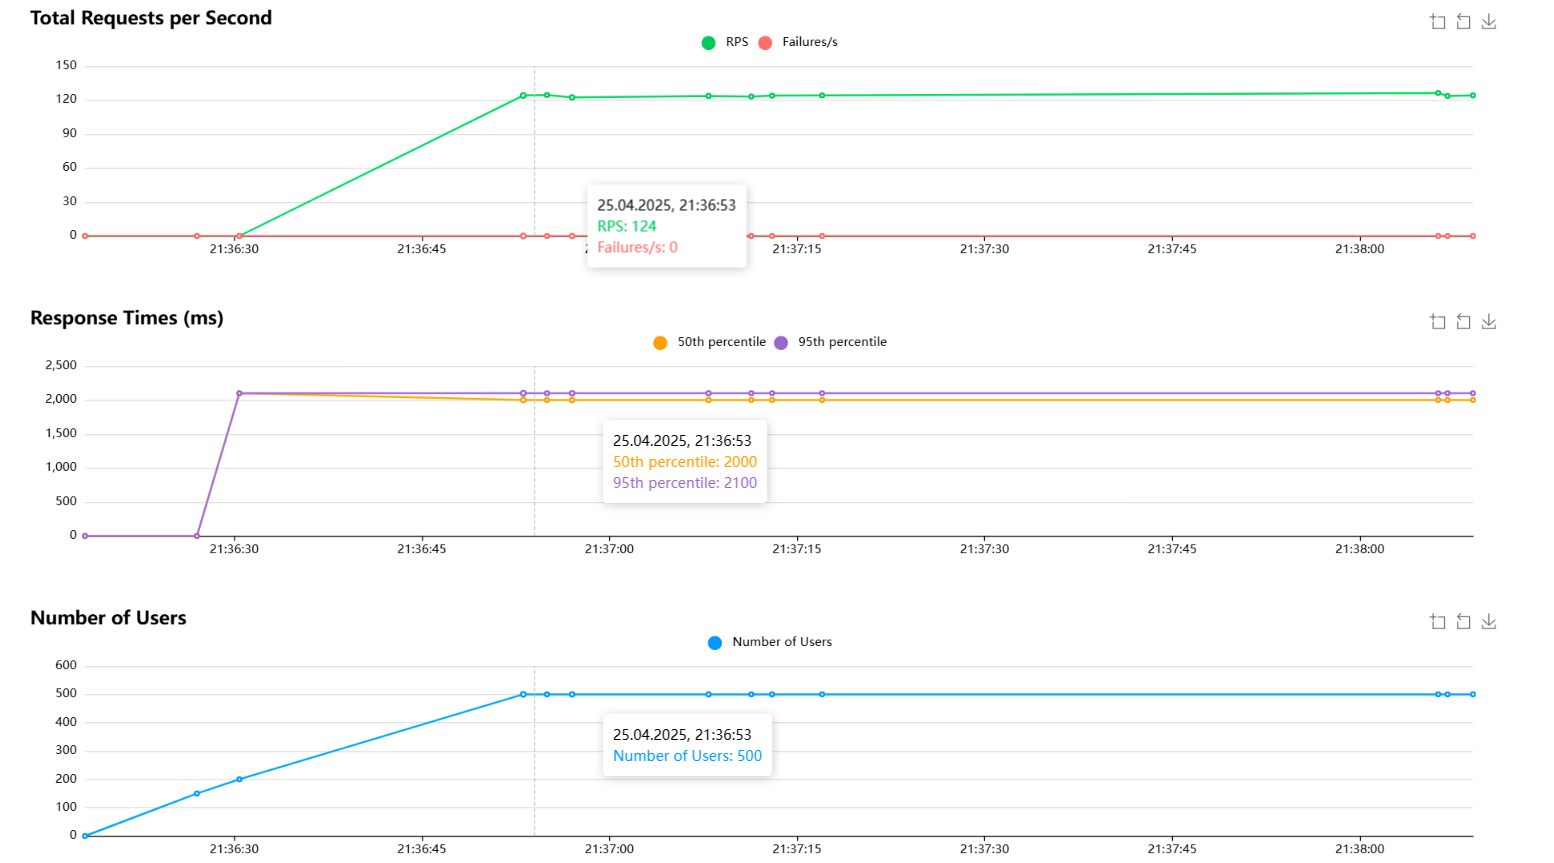 Total Requests per Second
RPS Failures/s
150
120
90
60
30
0
25.04.2025, 21:36:53
RPS: 124
Failures/s: 0
21:36:30 21:36:45 21:37:15 21:37:30 21:37:45 21:38:00
Response Times (ms)
50th percentile 95th percentile
2,500
2,000
1,500
1,000
500
0
25.04.2025, 21:36:53
50th percentile: 2000
95th percentile: 2100
21:36:30 21:36:45 21:37:00 21:37:15 21:37:30 21:37:45 21:38:00
Number of Users
Number of Users
600
500
400
300
200
100
0
25.04.2025, 21:36:53
Number of Users: 500
21:36:30 21:36:45 21:37:00 21:37:15 21:37:30 21:37:45 21:38:00